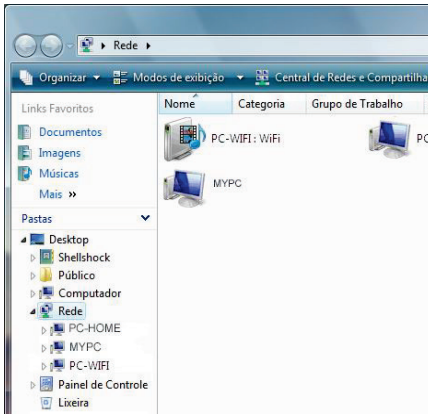 Rede
Organizar
Modos de exibição
Central de Redes e Compartilha
Links Favoritos
Documentos
Imagens
Músicas
Mais »
Pastas
Desktop
Shellshock
Público
Computador
Rede
PC-HOME
MYPC
PC-WIFI
Painel de Controle
Lixeira
Nome Categoria Grupo de Trabalho
PC-WIFI : WiFi PC
MYPC